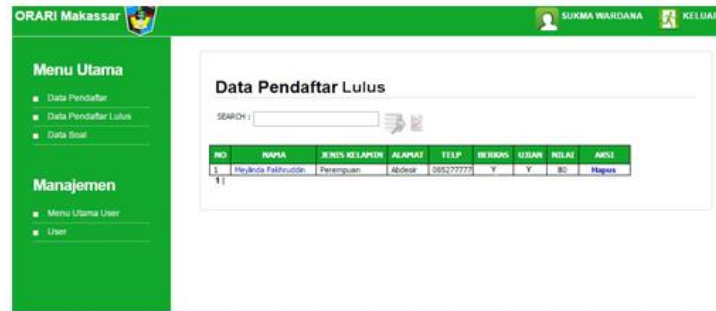 ORARI Makassar
SUKMA WARDANA
KELUAR
Menu Utama
Data Pendaftar
Data Pendaftar Lulus
Data Soal
Manajemen
Menu Utama User
User
Data Pendaftar Lulus
SEARCH :
NO NAMA JENIS KELAMIN ALAMAT TELP BERKAS UJIAN NILAI AKSI
1 Meylinda Fakhruddin Perempuan Abdesir 085277777 Y Y 80 Hapus
1 |